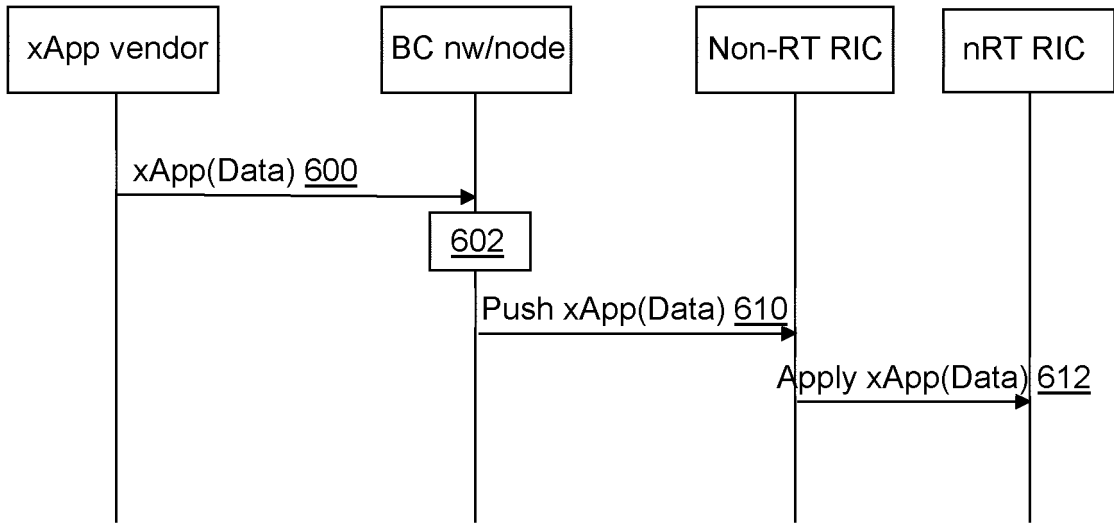 xApp vendor
BC nw/node
Non-RT RIC
nRT RIC
xApp(Data) 600
602
Push xApp(Data) 610
Apply xApp(Data) 612